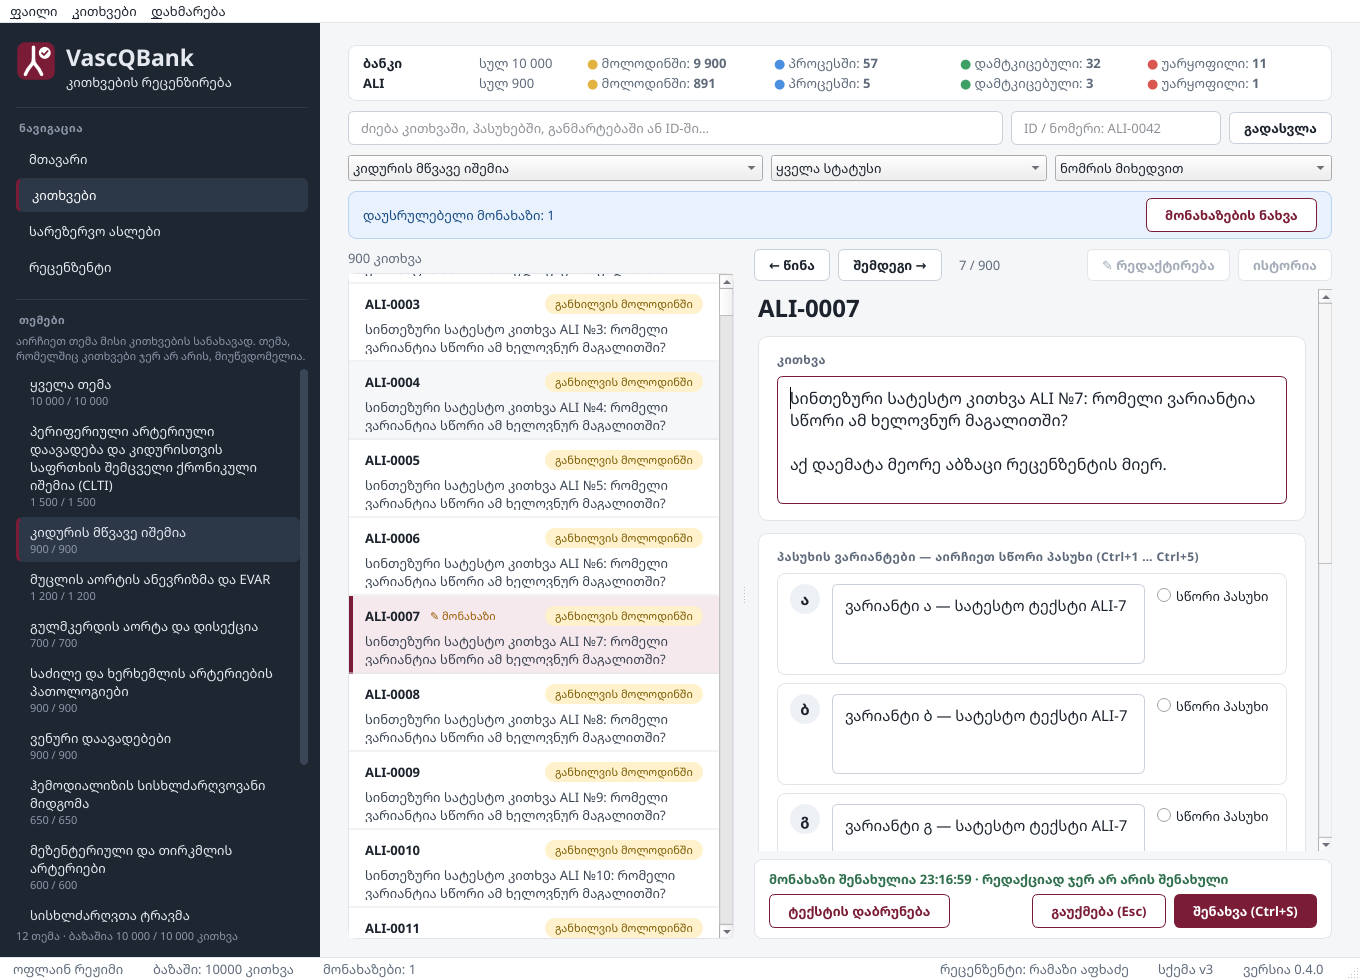 ფაილი კითხვები დახმარება
VascQBank
კითხვების რეცენზირება
ნავიგაცია
მთავარი
კითხვები
სარეზერვო ასლები
რეცენზენტი
თემები
აირჩიეთ თემა მისი კითხვების სანახავად. თემა,
რომელშიც კითხვები ჯერ არ არის, მიუწვდომელია.
ყველა თემა
10 000 / 10 000
პერიფერიული არტერიული
დაავადება და კიდურისთვის
საფრთხის შემცველი ქრონიკული
იშემია (CLTI)
1 500 / 1 500
კიდურის მწვავე იშემია
900 / 900
მუცლის აორტის ანევრიზმა და EVAR
1 200 / 1 200
გულმკერდის აორტა და დისექცია
700 / 700
საძილე და ხერხემლის არტერიების
პათოლოგიები
900 / 900
ვენური დაავადებები
900 / 900
ჰემოდიალიზის სისხლძარღვოვანი
მიდგომა
650 / 650
მეზენტერიული და თირკმლის
არტერიები
600 / 600
სისხლძარღვთა ტრავმა
12 თემა · ბაზაშია 10 000 / 10 000 კითხვა
ბანკი სულ 10 000 მოლოდინში: 9 900 პროცესში: 57 დამტკიცებული: 32 უარყოფილი: 11
ALI სულ 900 მოლოდინში: 891 პროცესში: 5 დამტკიცებული: 3 უარყოფილი: 1
ძიება კითხვაში, პასუხებში, განმარტებაში ან ID-ში... ID / ნომერი: ALI-0042 გადასვლა
კიდურის მწვავე იშემია ყველა სტატუსი ნომრის მიხედვით
დაუსრულებელი მონახაზი: 1 მონახაზების ნახვა
900 კითხვა
ALI-0003 განხილვის მოლოდინში
სინთეზური სატესტო კითხვა ALI №3: რომელი
ვარიანტია სწორი ამ ხელოვნურ მაგალითში?
ALI-0004 განხილვის მოლოდინში
სინთეზური სატესტო კითხვა ALI №4: რომელი
ვარიანტია სწორი ამ ხელოვნურ მაგალითში?
ALI-0005 განხილვის მოლოდინში
სინთეზური სატესტო კითხვა ALI №5: რომელი
ვარიანტია სწორი ამ ხელოვნურ მაგალითში?
ALI-0006 განხილვის მოლოდინში
სინთეზური სატესტო კითხვა ALI №6: რომელი
ვარიანტია სწორი ამ ხელოვნურ მაგალითში?
ALI-0007 ✎ მონახაზი განხილვის მოლოდინში
სინთეზური სატესტო კითხვა ALI №7: რომელი
ვარიანტია სწორი ამ ხელოვნურ მაგალითში?
ALI-0008 განხილვის მოლოდინში
სინთეზური სატესტო კითხვა ALI №8: რომელი
ვარიანტია სწორი ამ ხელოვნურ მაგალითში?
ALI-0009 განხილვის მოლოდინში
სინთეზური სატესტო კითხვა ALI №9: რომელი
ვარიანტია სწორი ამ ხელოვნურ მაგალითში?
ALI-0010 განხილვის მოლოდინში
სინთეზური სატესტო კითხვა ALI №10: რომელი
ვარიანტია სწორი ამ ხელოვნურ მაგალითში?
ALI-0011 განხილვის მოლოდინში
← წინა შემდეგი → 7 / 900 ✎ რედაქტირება ისტორია
ALI-0007
კითხვა
სინთეზური სატესტო კითხვა ALI №7: რომელი ვარიანტია
სწორი ამ ხელოვნურ მაგალითში?
აქ დაემატა მეორე აბზაცი რეცენზენტის მიერ.
პასუხის ვარიანტები — აირჩიეთ სწორი პასუხი (Ctrl+1 ... Ctrl+5)
ა ვარიანტი ა — სატესტო ტექსტი ALI-7 სწორი პასუხი
ბ ვარიანტი ბ — სატესტო ტექსტი ALI-7 სწორი პასუხი
გ ვარიანტი გ — სატესტო ტექსტი ALI-7 სწორი პასუხი
მონახაზი შენახულია 23:16:59 · რედაქციად ჯერ არ არის შენახული
ტექსტის დაბრუნება გაუქმება (Esc) შენახვა (Ctrl+S)
ოფლაინ რეჟიმი ბაზაში: 10000 კითხვა მონახაზები: 1 რეცენზენტი: რამაზი აფხაძე სქემა v3 ვერსია 0.4.0